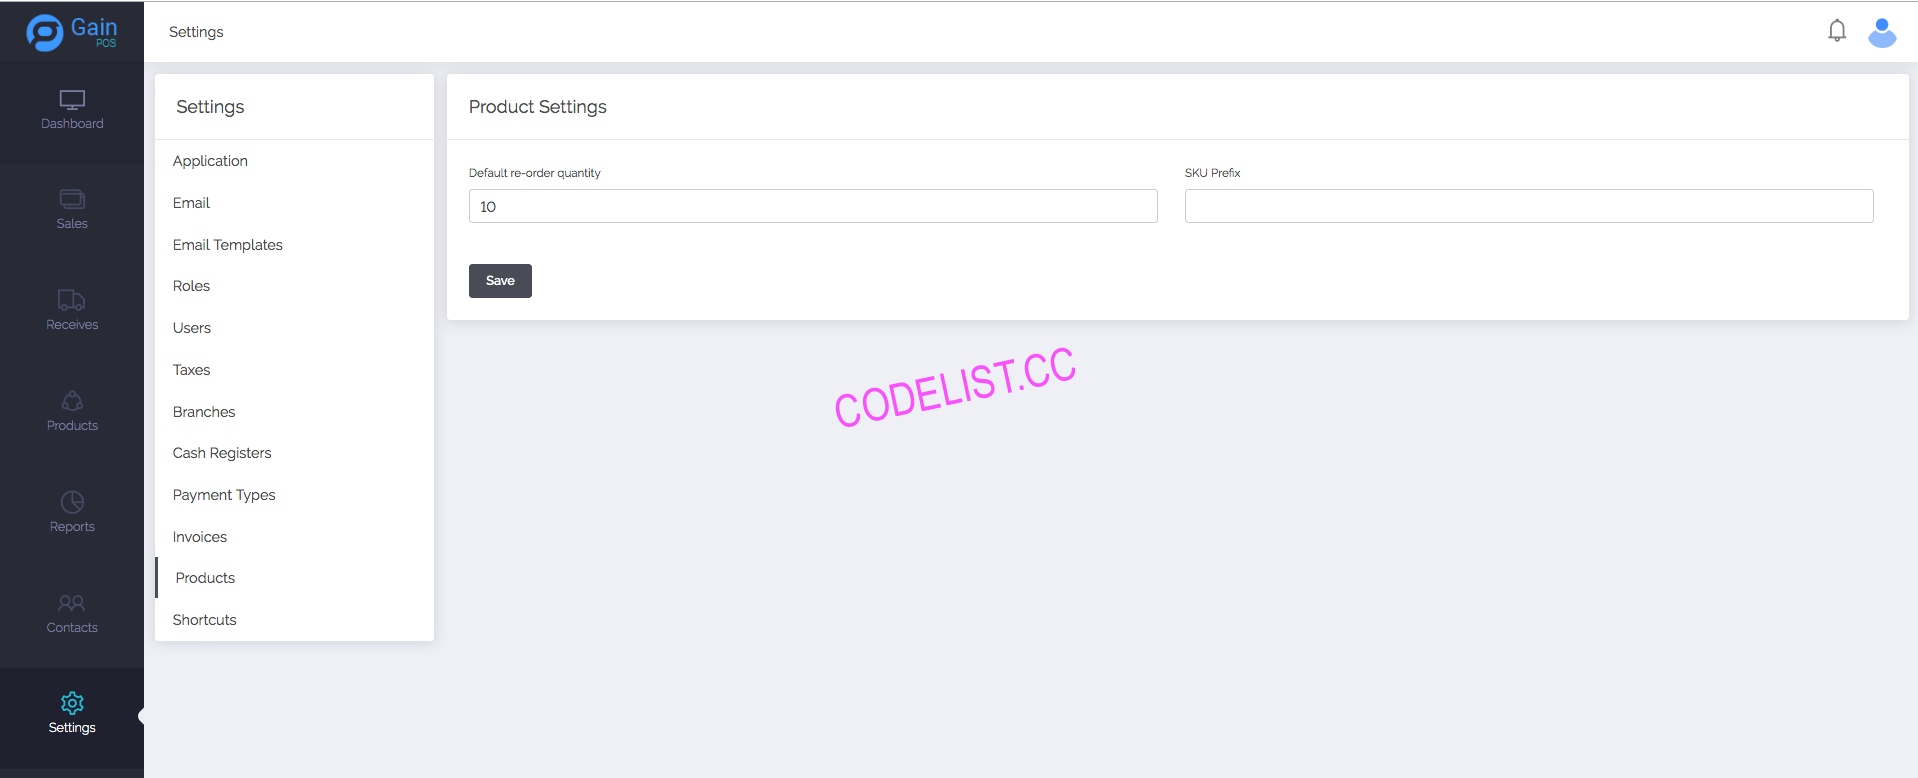 Gain
POS
Settings
Dashboard
Sales
Receives
Products
Reports
Contacts
Settings
Settings
Application
Email
Email Templates
Roles
Users
Taxes
Branches
Cash Registers
Payment Types
Invoices
Products
Shortcuts
Product Settings
Default re-order quantity
10
SKU Prefix
Save
CODELIST.CC